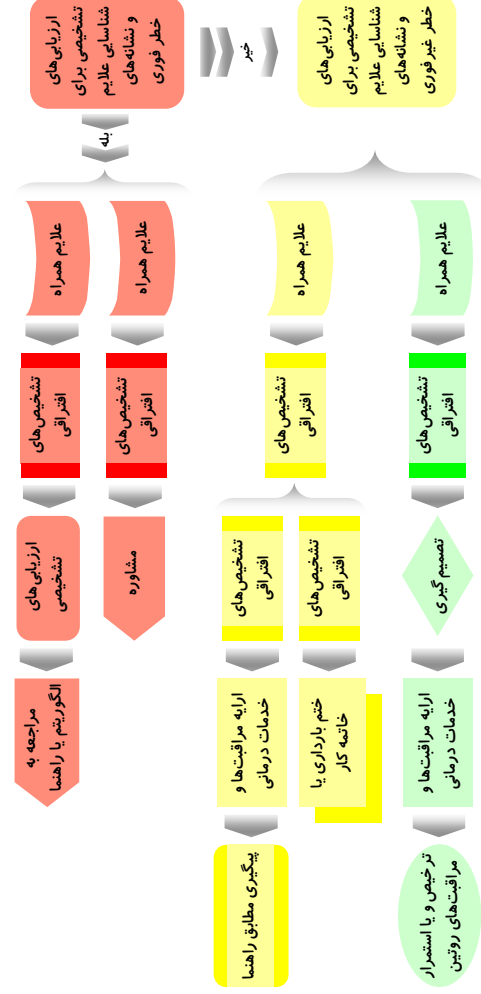 ارزیابی‌های
تشخیصی برای
شناسایی علایم
و نشانه‌های
خطر فوری
خیر
ارزیابی‌های
تشخیصی برای
شناسایی علایم
و نشانه‌های
خطر غیر فوری
بله
علایم همراه
علایم همراه
علایم همراه
علایم همراه
تشخیص‌های
افتراقی
تشخیص‌های
افتراقی
تشخیص‌های
افتراقی
تشخیص‌های
افتراقی
ارزیابی‌های
تشخیصی
مشاوره
تشخیص‌های
افتراقی
تشخیص‌های
افتراقی
تصمیم گیری
مراجعه به
الگوریتم یا راهنما
ارایه مراقبت‌ها و
خدمات درمانی
ختم بارداری یا
خاتمه کار
ارایه مراقبت‌ها و
خدمات درمانی
پیگیری مطابق راهنما
ترخیص و یا استمرار
مراقبت‌های روتین